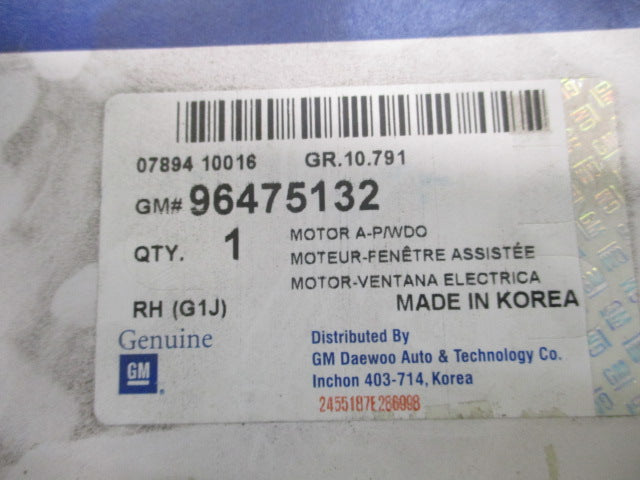 07894 10016 GR.10.791
GM# 96475132
QTY. 1
MOTOR A-P/WDO
MOTEUR-FENÊTRE ASSISTÉE
MOTOR-VENTANA ELECTRICA
RH (G1J) MADE IN KOREA
Genuine
GM
Distributed By
GM Daewoo Auto & Technology Co.
Inchon 403-714, Korea
2455187E286998